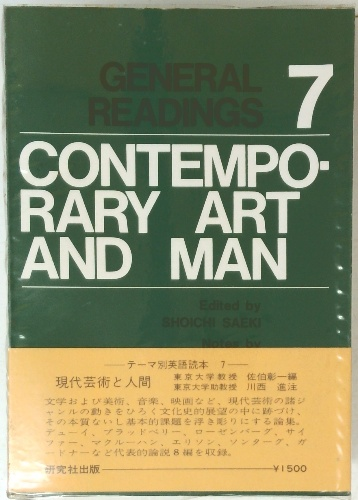 GENERAL
READINGS
7
CONTEMPO-
RARY ART
AND MAN
Edited by
SHOICHI SAEKI
Notes by
テーマ別英語読本 7
現代芸術と人間
東京大学教授 佐伯彰一編
東京大学助教授 川西 進注
文学および美術、音楽、映画など、現代芸術の諸ジ
ャンルの動きをひろく文化史的展望の中に跡づけ、
その本質ないし基本的課題を浮き彫りにする論集。
デューイ、ブラッドベリー、ローゼンバーグ、サイ
ファー、マクルーハン、エリソン、ソンターグ、ガ
ードナーなど代表的論説8編を収録。
研究社出版
¥1500